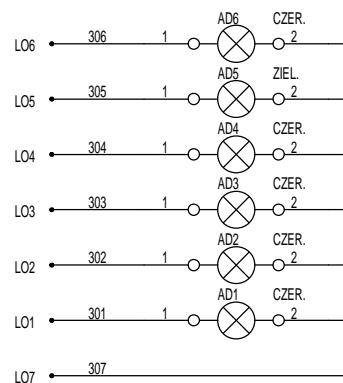 AD6 CZER.
LO6 306 1 2
AD5 ZIEL.
LO5 305 1 2
AD4 CZER.
LO4 304 1 2
AD3 CZER.
LO3 303 1 2
AD2 CZER.
LO2 302 1 2
AD1 CZER.
LO1 301 1 2
LO7 307